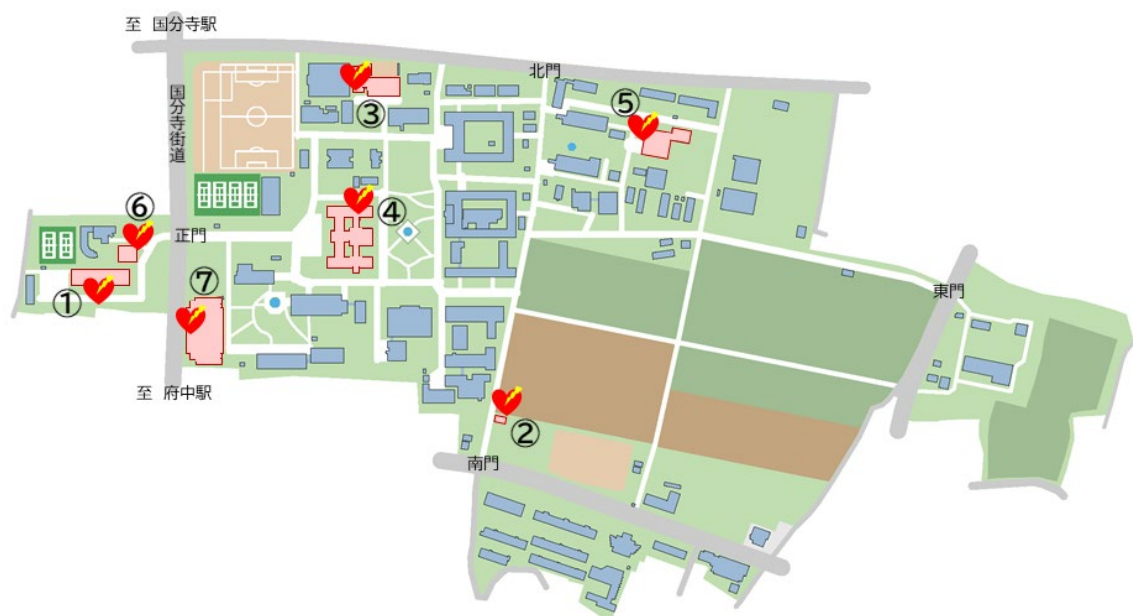 至 国分寺駅
国分寺街道
北門
③
⑤
⑥
④
正門
⑦
①
東門
至 府中駅
②
南門